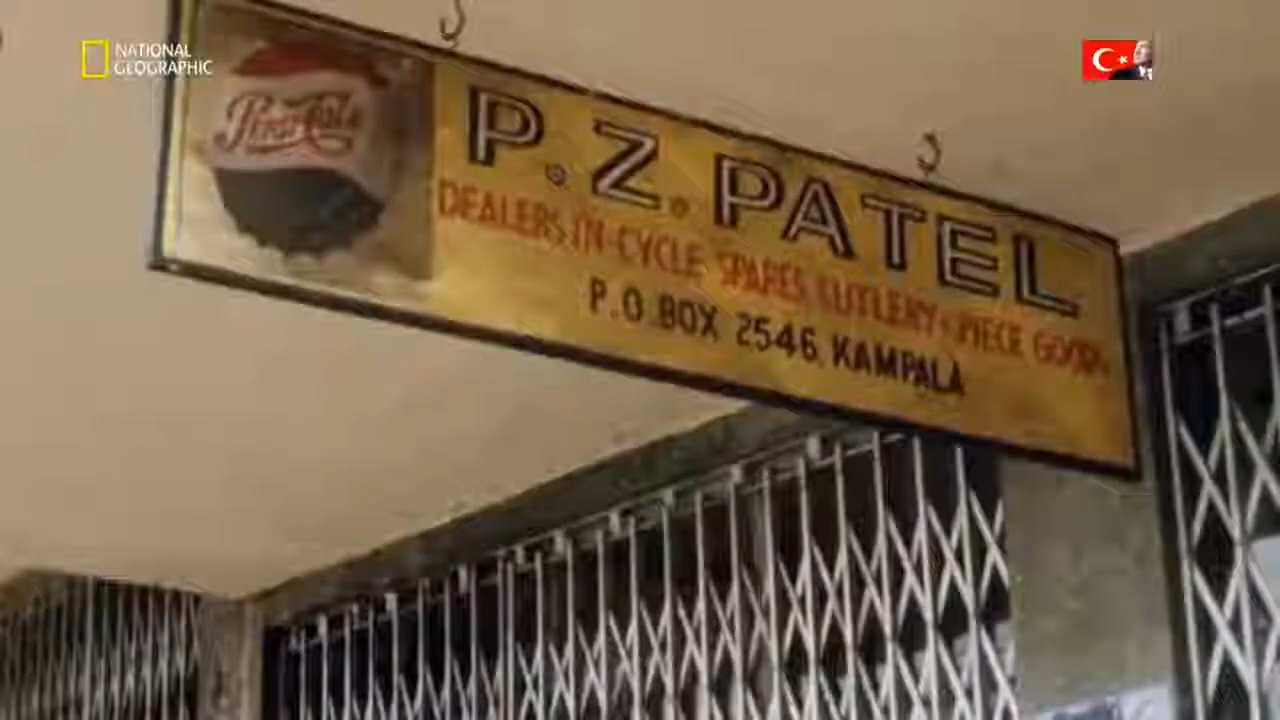 NATIONAL
GEOGRAPHIC
Pepsi-Cola
P.Z. PATEL
DEALERS IN-CYCLE SPARES CUTLERY & PIECE GOODS
P.O. BOX 2546, KAMPALA